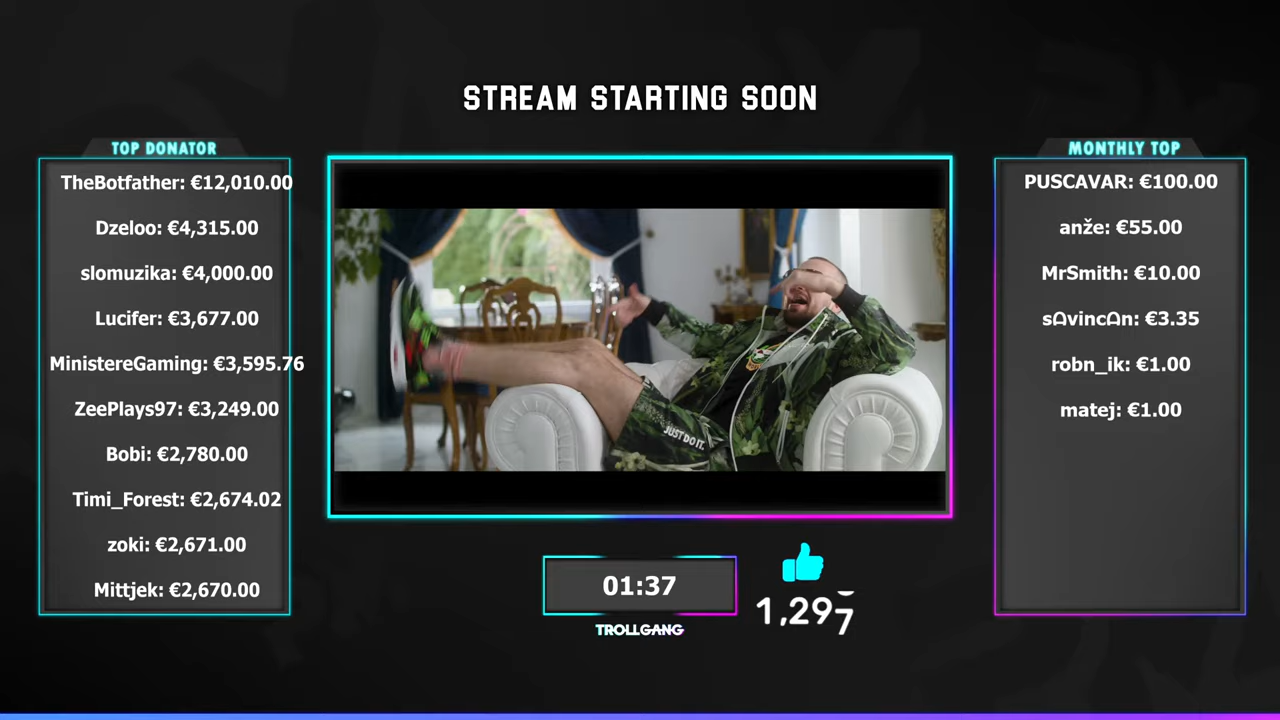 STREAM STARTING SOON
TOP DONATOR
TheBotfather: €12,010.00
Dzeloo: €4,315.00
slomuzika: €4,000.00
Lucifer: €3,677.00
MinistereGaming: €3,595.76
ZeePlays97: €3,249.00
Bobi: €2,780.00
Timi_Forest: €2,674.02
zoki: €2,671.00
Mittjek: €2,670.00
JUST DO IT.
01:37
TROLLGANG
1,297
MONTHLY TOP
PUSCAVAR: €100.00
anže: €55.00
MrSmith: €10.00
sᗩvincᗩn: €3.35
robn_ik: €1.00
matej: €1.00